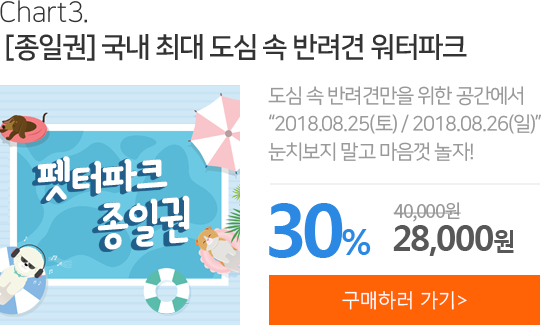 Chart3.
[종일권] 국내 최대 도심 속 반려견 워터파크
펫터파크
종일권
도심 속 반려견만을 위한 공간에서
“2018.08.25(토) / 2018.08.26(일)”
눈치보지 말고 마음껏 놀자!
30%
40,000원
28,000원
구매하러 가기>